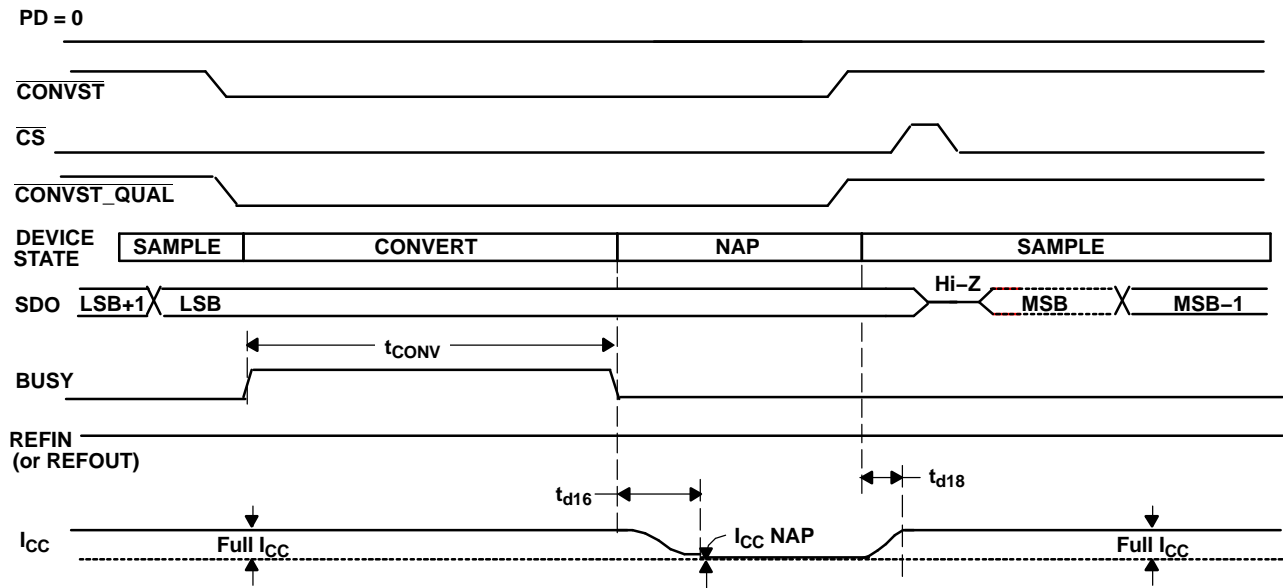 PD = 0
CONVST
CS
CONVST_QUAL
DEVICE STATE
SAMPLE
CONVERT
NAP
SAMPLE
SDO
LSB+1
LSB
Hi–Z
MSB
MSB–1
tCONV
BUSY
REFIN
(or REFOUT)
td16
td18
ICC
Full ICC
ICC NAP
Full ICC